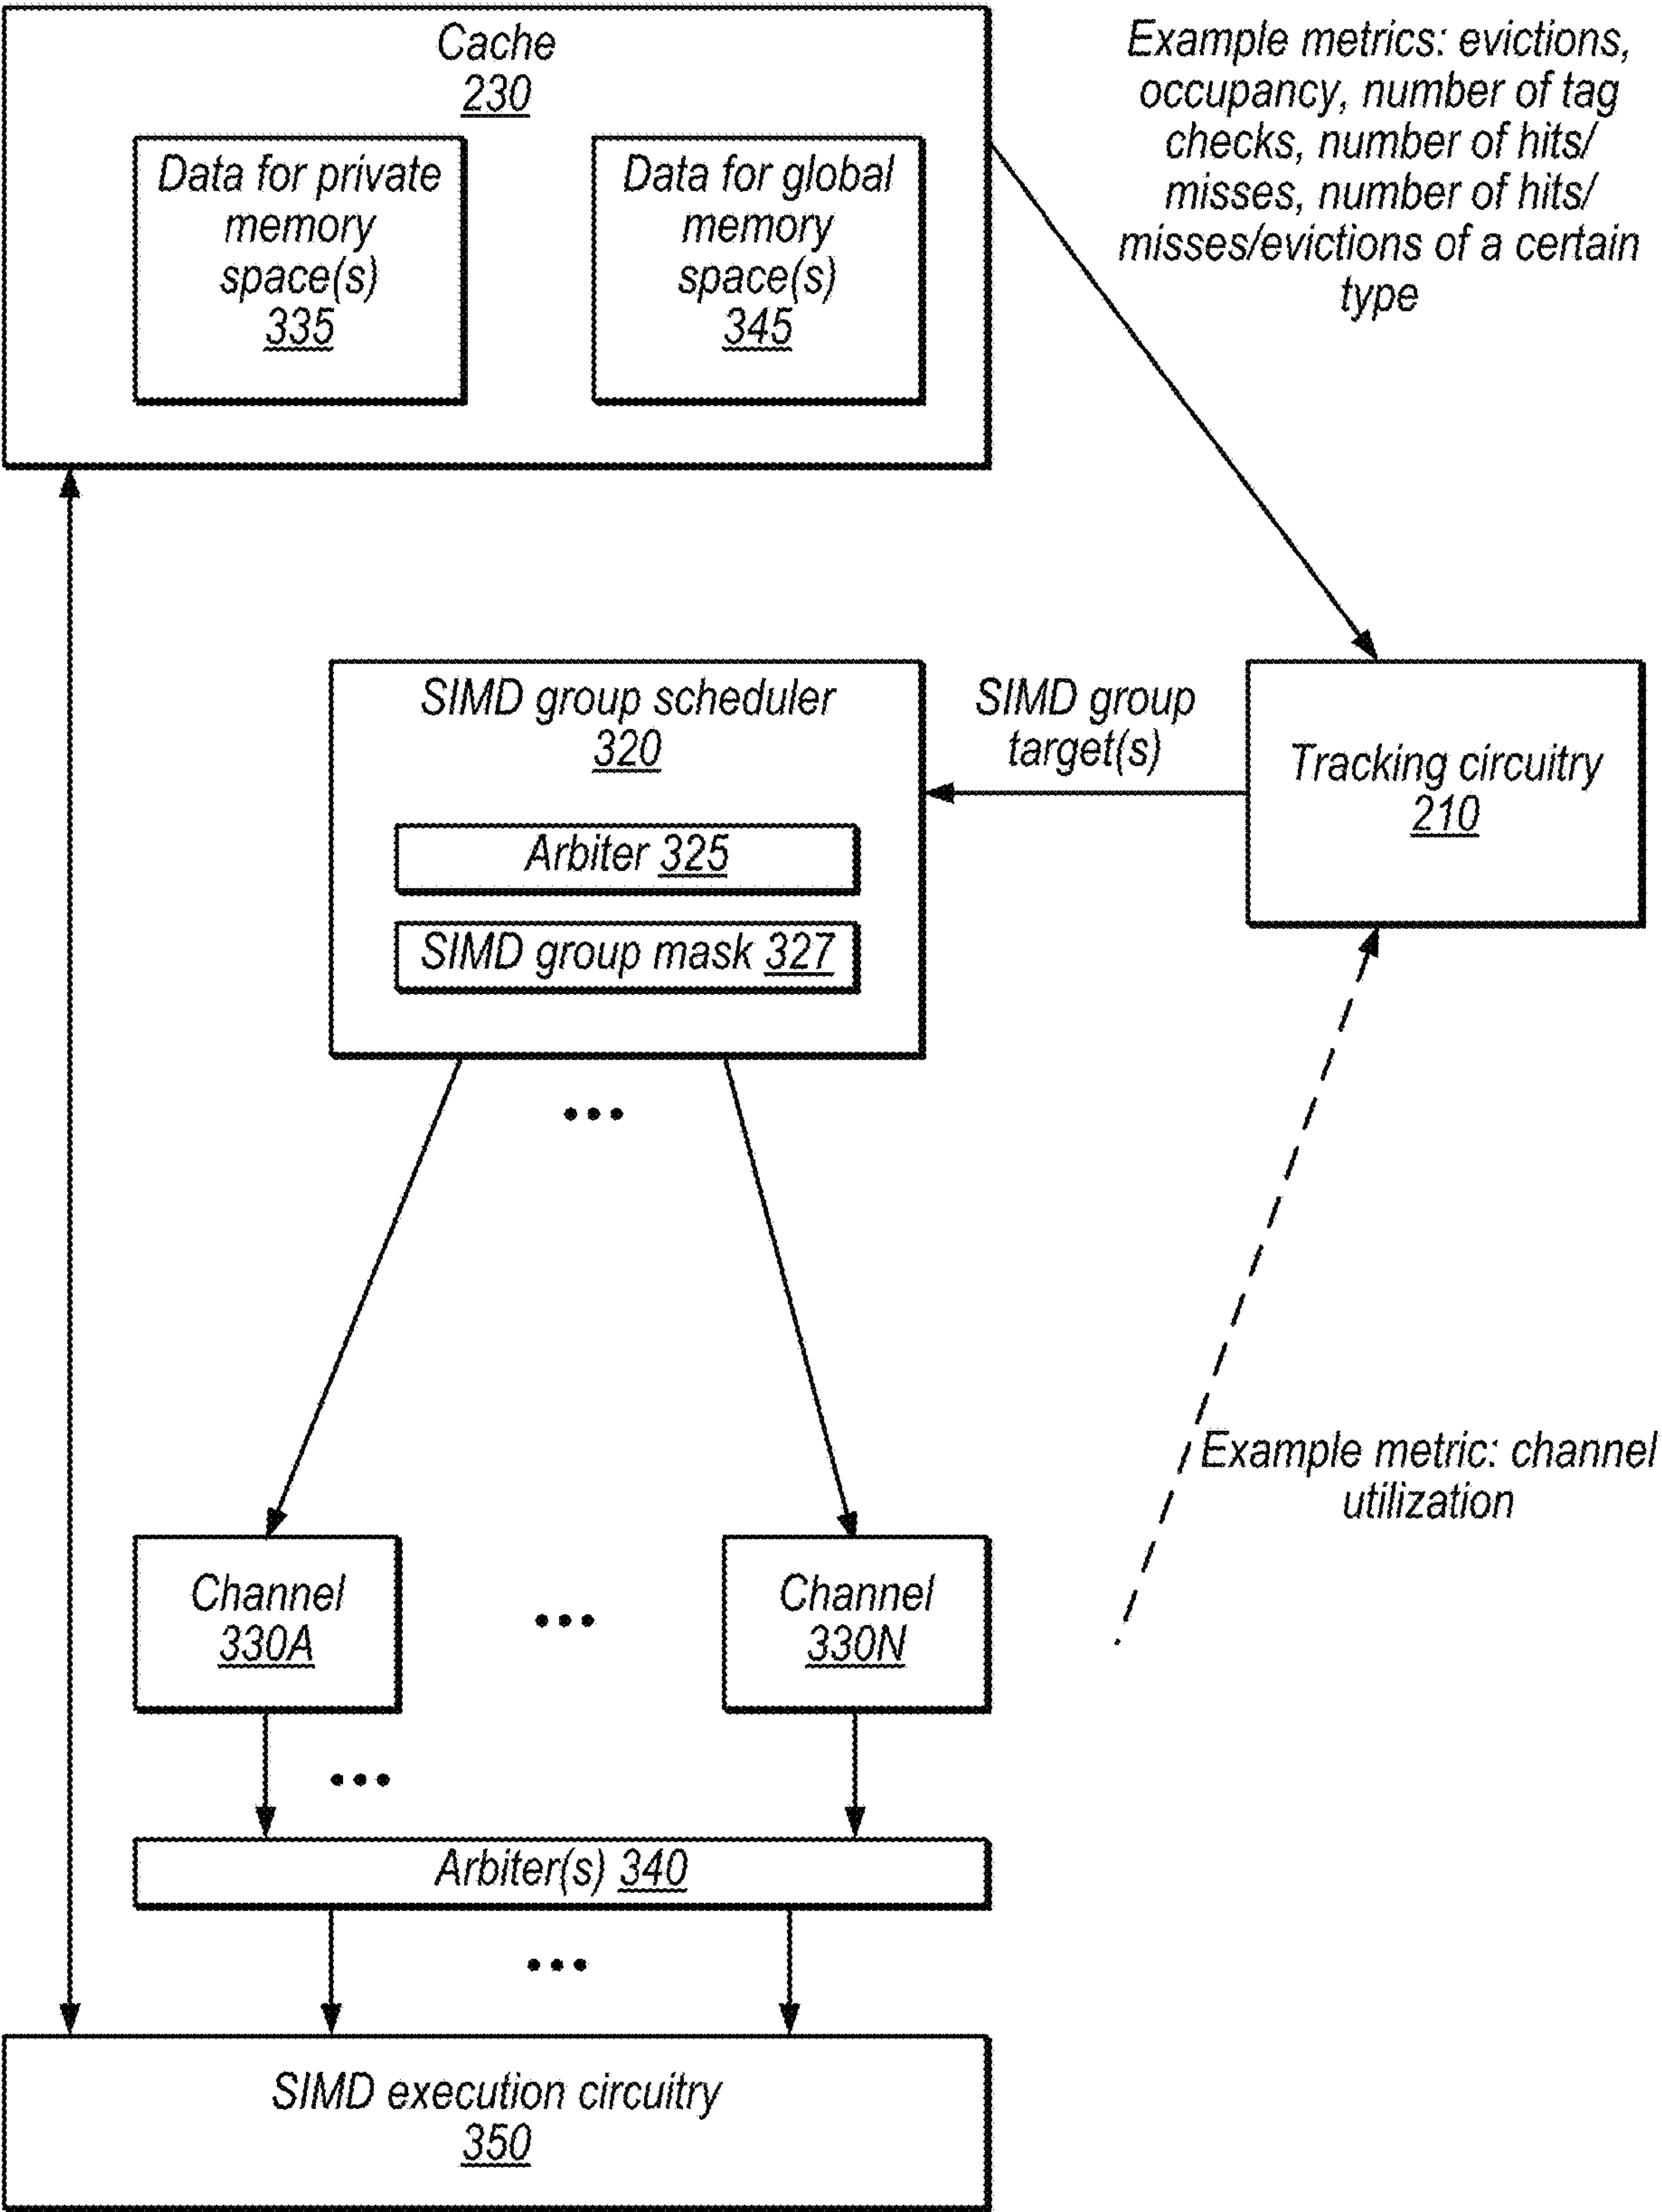 Cache
230
Data for private
memory
space(s)
335
Data for global
memory
space(s)
345
Example metrics: evictions,
occupancy, number of tag
checks, number of hits/
misses, number of hits/
misses/evictions of a certain
type
SIMD group scheduler
320
Arbiter 325
SIMD group mask 327
SIMD group
target(s)
Tracking circuitry
210
Example metric: channel
utilization
Channel
330A
Channel
330N
Arbiter(s) 340
SIMD execution circuitry
350